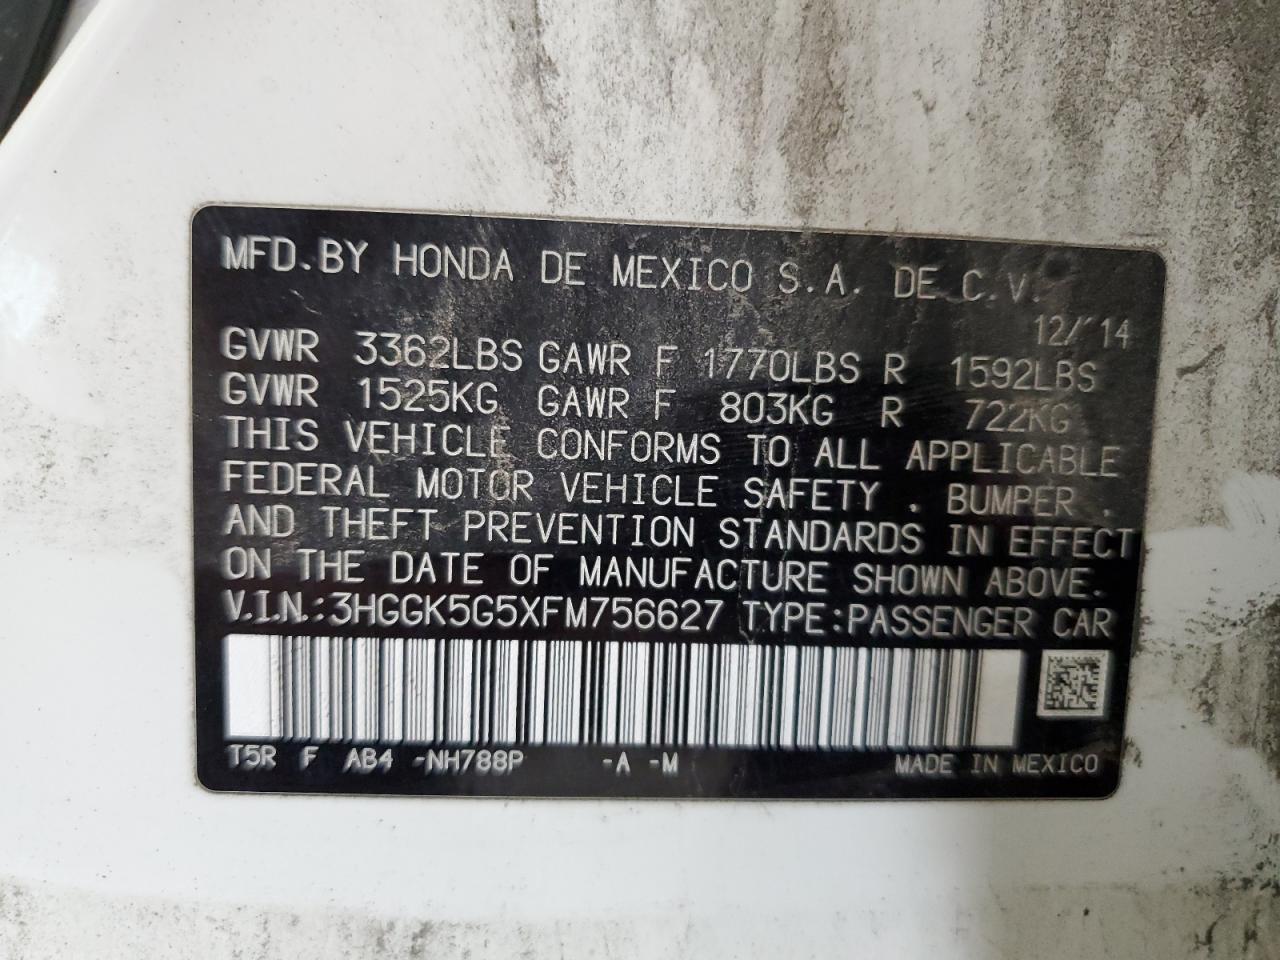 MFD.BY HONDA DE MEXICO S.A. DE C.V.
12/'14
GVWR 3362LBS GAWR F 1770LBS R 1592LBS
GVWR 1525KG GAWR F 803KG R 722KG
THIS VEHICLE CONFORMS TO ALL APPLICABLE
FEDERAL MOTOR VEHICLE SAFETY . BUMPER .
AND THEFT PREVENTION STANDARDS IN EFFECT
ON THE DATE OF MANUFACTURE SHOWN ABOVE.
V.I.N.:3HGGK5G5XFM756627 TYPE:PASSENGER CAR
T5R F AB4 -NH788P -A -M MADE IN MEXICO